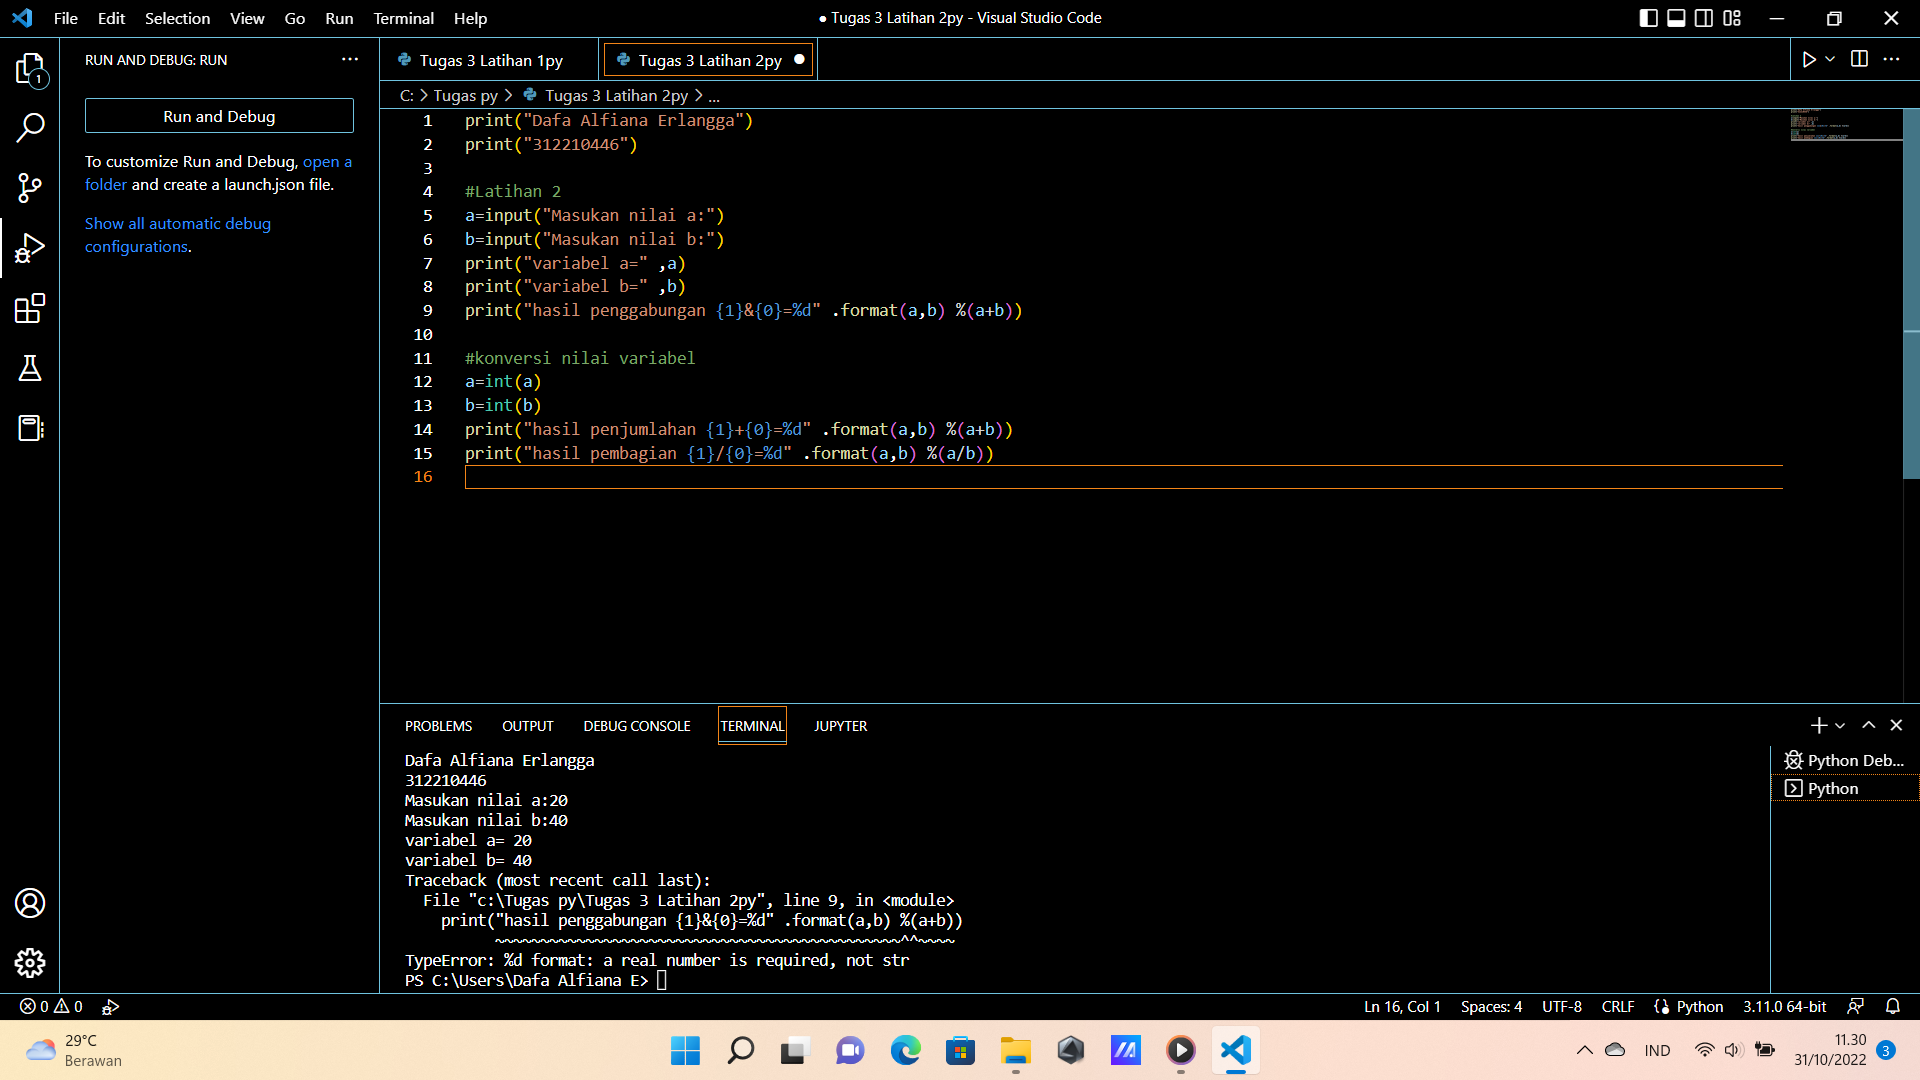 File Edit Selection View Go Run Terminal Help
● Tugas 3 Latihan 2py - Visual Studio Code
RUN AND DEBUG: RUN ···
Run and Debug
To customize Run and Debug, open a
folder and create a launch.json file.
Show all automatic debug
configurations.
1
Tugas 3 Latihan 1py
Tugas 3 Latihan 2py ●
C: > Tugas py > Tugas 3 Latihan 2py > ...
1 print("Dafa Alfiana Erlangga")
2 print("312210446")
3
4 #Latihan 2
5 a=input("Masukan nilai a:")
6 b=input("Masukan nilai b:")
7 print("variabel a=" ,a)
8 print("variabel b=" ,b)
9 print("hasil penggabungan {1}&{0}=%d" .format(a,b) %(a+b))
10
11 #konversi nilai variabel
12 a=int(a)
13 b=int(b)
14 print("hasil penjumlahan {1}+{0}=%d" .format(a,b) %(a+b))
15 print("hasil pembagian {1}/{0}=%d" .format(a,b) %(a/b))
16
PROBLEMS OUTPUT DEBUG CONSOLE TERMINAL JUPYTER
Dafa Alfiana Erlangga
312210446
Masukan nilai a:20
Masukan nilai b:40
variabel a= 20
variabel b= 40
Traceback (most recent call last):
File "c:\Tugas py\Tugas 3 Latihan 2py", line 9, in <module>
print("hasil penggabungan {1}&{0}=%d" .format(a,b) %(a+b))
~~~~~~~~~~~~~~~~~~~~~~~~~~~~~~~~~~~~~~~~~~~~~^^~~~~
TypeError: %d format: a real number is required, not str
PS C:\Users\Dafa Alfiana E>
Python Deb...
Python
0 0
Ln 16, Col 1 Spaces: 4 UTF-8 CRLF Python 3.11.0 64-bit
29°C
Berawan
IND
11.30
31/10/2022
3